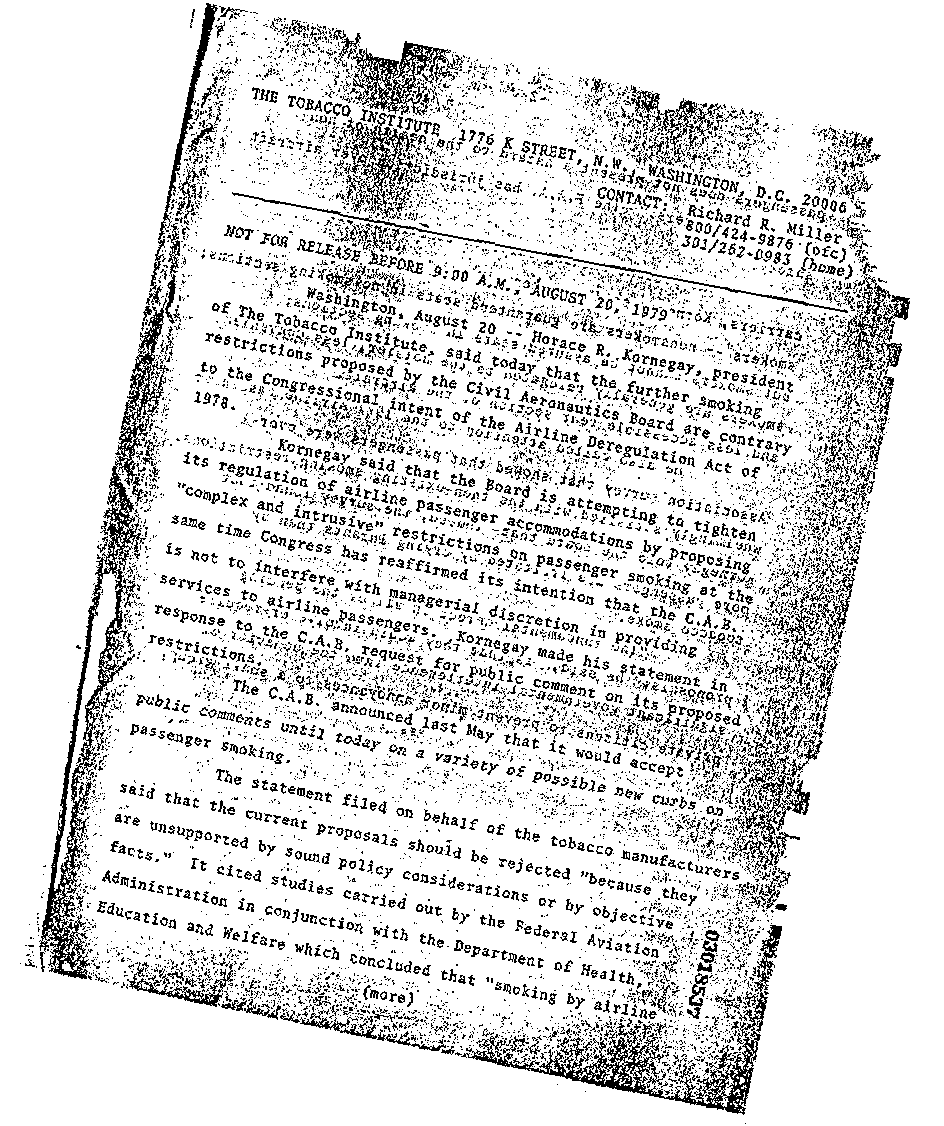 THE TOBACCO INSTITUTE 1776 K STREET, N.W., WASHINGTON, D.C. 20006
CONTACT: Richard R. Miller
800/424-9876 (ofc)
301/262-0983 (home)
NOT FOR RELEASE BEFORE 9:00 A.M., AUGUST 20, 1979
Washington, August 20 -- Horace R. Kornegay, president
of The Tobacco Institute, said today that the further smoking
restrictions proposed by the Civil Aeronautics Board are contrary
to the Congressional intent of the Airline Deregulation Act of
1978.
Kornegay said that the Board is attempting to tighten
its regulation of airline passenger accommodations by proposing
"complex and intrusive" restrictions on passenger smoking at the
same time Congress has reaffirmed its intention that the C.A.B.
is not to interfere with managerial discretion in providing
services to airline passengers. Kornegay made his statement in
response to the C.A.B. request for public comment on its proposed
restrictions.
The C.A.B. announced last May that it would accept
public comments until today on a variety of possible new curbs on
passenger smoking.
The statement filed on behalf of the tobacco manufacturers
said that the current proposals should be rejected "because they
are unsupported by sound policy considerations or by objective
facts." It cited studies carried out by the Federal Aviation
Administration in conjunction with the Department of Health,
Education and Welfare which concluded that "smoking by airline
(more)